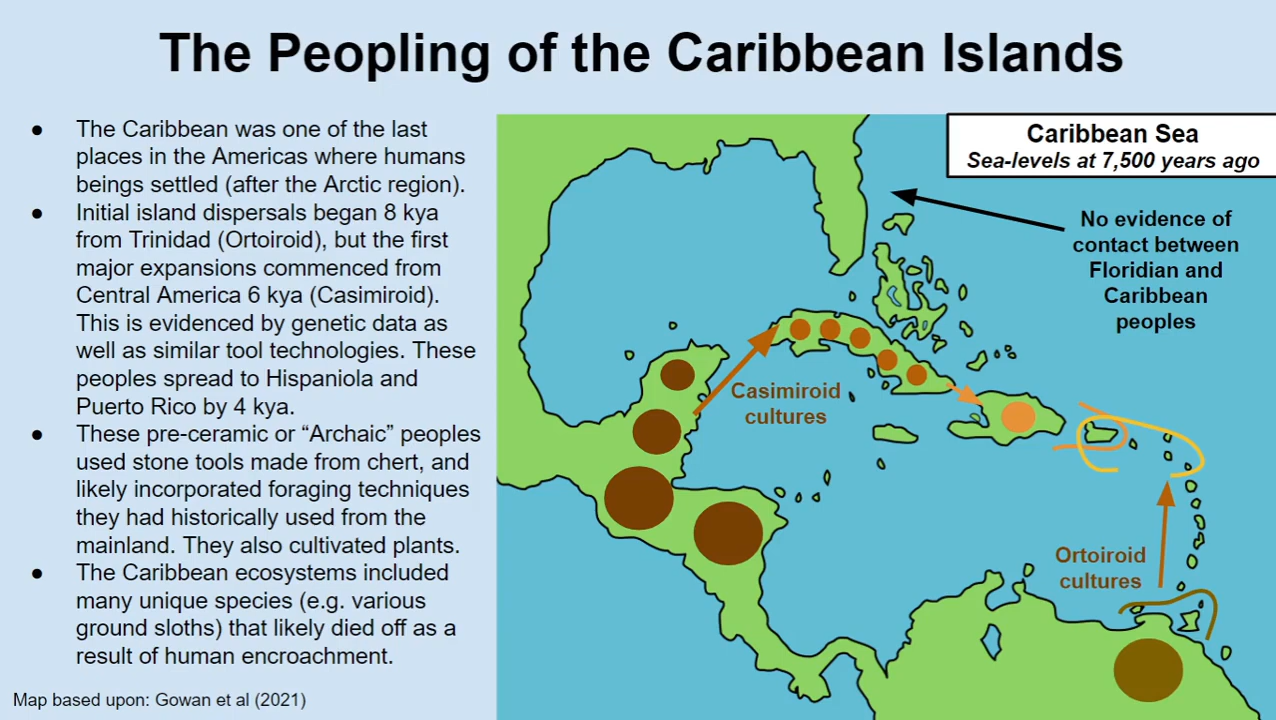 The Peopling of the Caribbean Islands
● The Caribbean was one of the last
places in the Americas where humans
beings settled (after the Arctic region).
● Initial island dispersals began 8 kya
from Trinidad (Ortoiroid), but the first
major expansions commenced from
Central America 6 kya (Casimiroid).
This is evidenced by genetic data as
well as similar tool technologies. These
peoples spread to Hispaniola and
Puerto Rico by 4 kya.
● These pre-ceramic or “Archaic” peoples
used stone tools made from chert, and
likely incorporated foraging techniques
they had historically used from the
mainland. They also cultivated plants.
● The Caribbean ecosystems included
many unique species (e.g. various
ground sloths) that likely died off as a
result of human encroachment.
Map based upon: Gowan et al (2021)
Caribbean Sea
Sea-levels at 7,500 years ago
No evidence of
contact between
Floridian and
Caribbean
peoples
Casimiroid
cultures
Ortoiroid
cultures